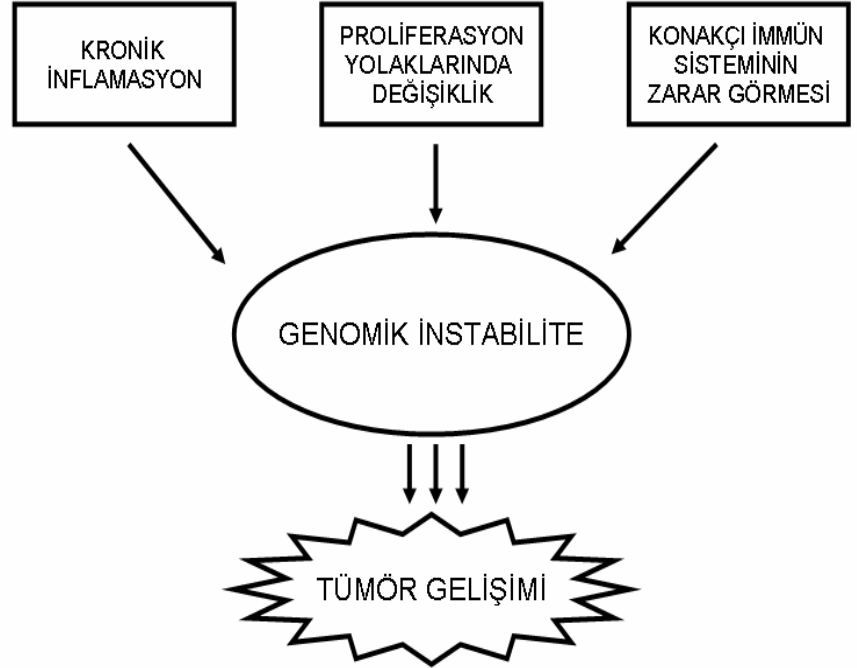 KRONİK
İNFLAMASYON
PROLİFERASYON
YOLAKLARINDA
DEĞİŞİKLİK
KONAKÇI İMMÜN
SİSTEMİNİN
ZARAR GÖRMESİ
GENOMİK İNSTABİLİTE
TÜMÖR GELİŞİMİ